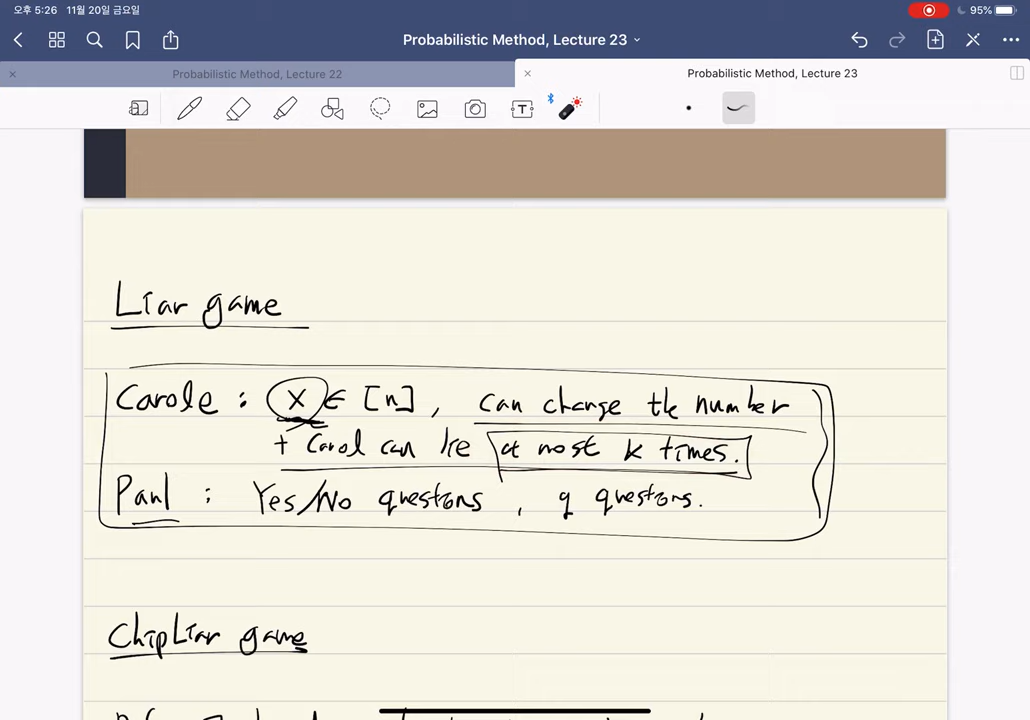 오후 5:26 11월 20일 금요일
95%
Probabilistic Method, Lecture 23
Probabilistic Method, Lecture 22
Probabilistic Method, Lecture 23
Liar game
Carole : X ∈ [n], can change the number
+ Carol can lie at most k times.
Paul : Yes/No questions, q questions.
ChipLiar game